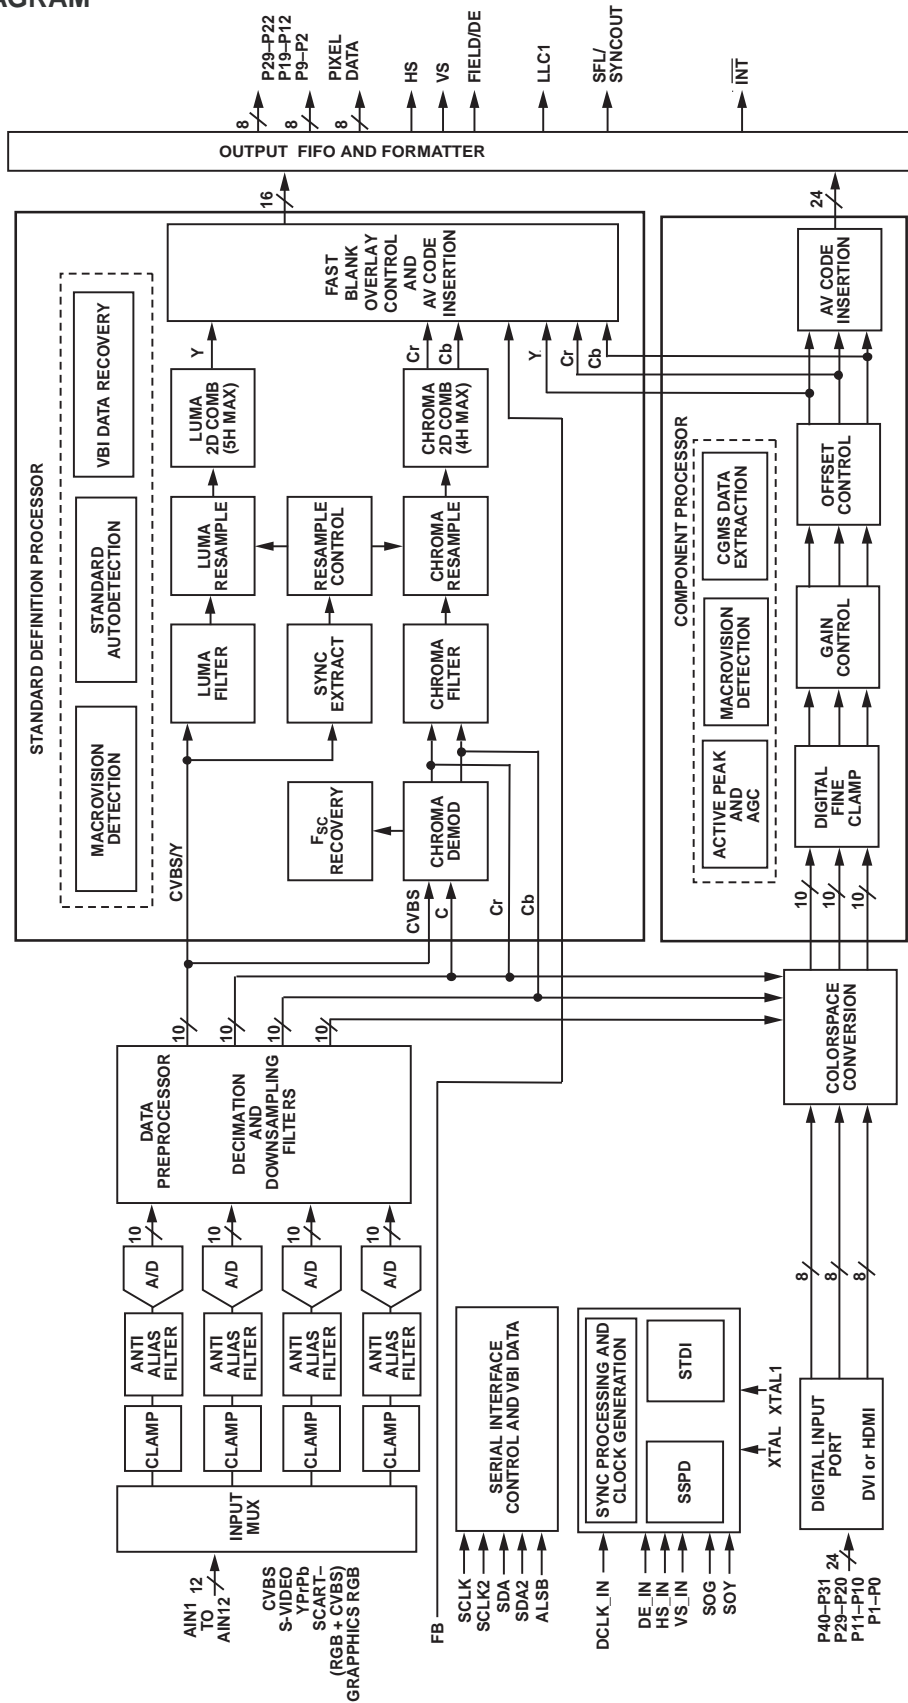 AGRAM
AIN1
TO
AIN12
12
CVBS
S-VIDEO
YPrPb
SCART–
(RGB + CVBS)
GRAPPHICS RGB
INPUT
MUX
CLAMP
CLAMP
CLAMP
CLAMP
ANTI
ALIAS
FILTER
ANTI
ALIAS
FILTER
ANTI
ALIAS
FILTER
ANTI
ALIAS
FILTER
A/D
A/D
A/D
A/D
10
10
10
10
DATA
PREPROCESSOR
DECIMATION
AND
DOWNSAMPLING
FILTERS
10
10
10
10
FB
SCLK
SCLK2
SDA
SDA2
ALSB
SERIAL INTERFACE
CONTROL AND VBI DATA
DCLK_IN
DE_IN
HS_IN
VS_IN
SOG
SOY
SYNC PROCESSING AND
CLOCK GENERATION
SSPD
STDI
XTAL
XTAL1
P40–P31
P29–P20
P11–P10
P1–P0
24
DIGITAL INPUT
PORT
DVI or HDMI
8
8
8
COLORSPACE
CONVERSION
10
10
10
STANDARD DEFINITION PROCESSOR
MACROVISION
DETECTION
STANDARD
AUTODETECTION
VBI DATA RECOVERY
CVBS/Y
CVBS
C
Cr
Cb
FSC
RECOVERY
CHROMA
DEMOD
LUMA
FILTER
SYNC
EXTRACT
CHROMA
FILTER
LUMA
RESAMPLE
RESAMPLE
CONTROL
CHROMA
RESAMPLE
LUMA
2D COMB
(5H MAX)
CHROMA
2D COMB
(4H MAX)
Y
Cr
Cb
Y
Cr
Cb
FAST
BLANK
OVERLAY
CONTROL
AND
AV CODE
INSERTION
16
COMPONENT PROCESSOR
ACTIVE PEAK
AND
AGC
MACROVISION
DETECTION
CGMS DATA
EXTRACTION
DIGITAL
FINE
CLAMP
GAIN
CONTROL
OFFSET
CONTROL
AV CODE
INSERTION
24
OUTPUT FIFO AND FORMATTER
8
8
8
P29–P22
P19–P12
P9–P2
PIXEL
DATA
HS
VS
FIELD/DE
LLC1
SFL/
SYNCOUT
INT